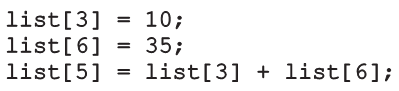 list[3] = 10;
list[6] = 35;
list[5] = list[3] + list[6];